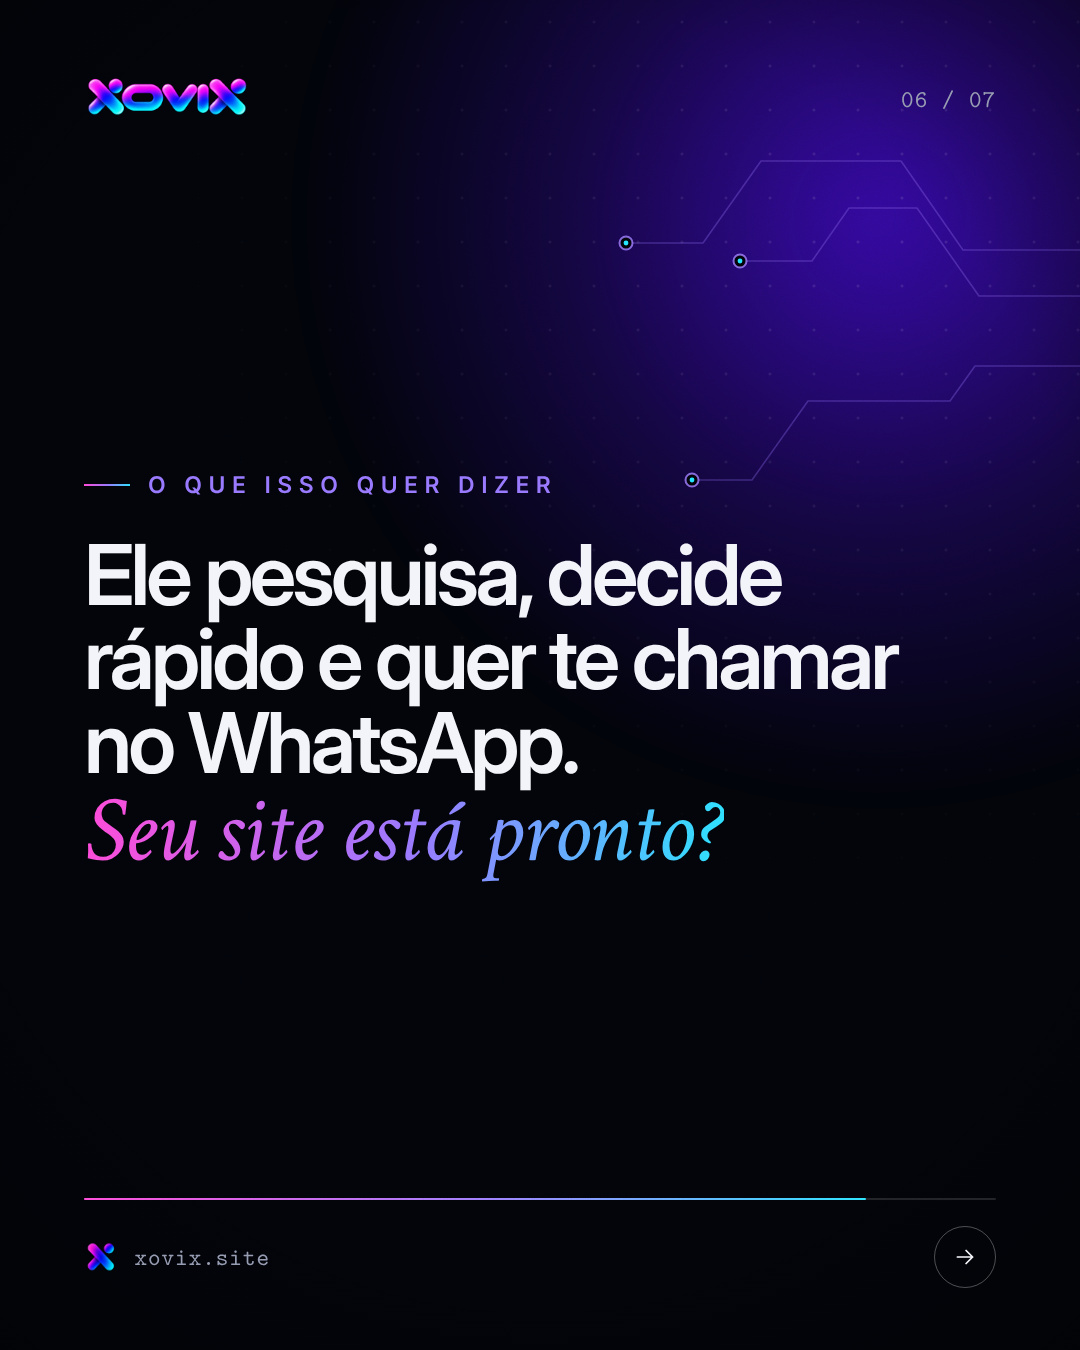 XOVIX
06 / 07
O QUE ISSO QUER DIZER
Ele pesquisa, decide
rápido e quer te chamar
no WhatsApp.
Seu site está pronto?
xovix.site